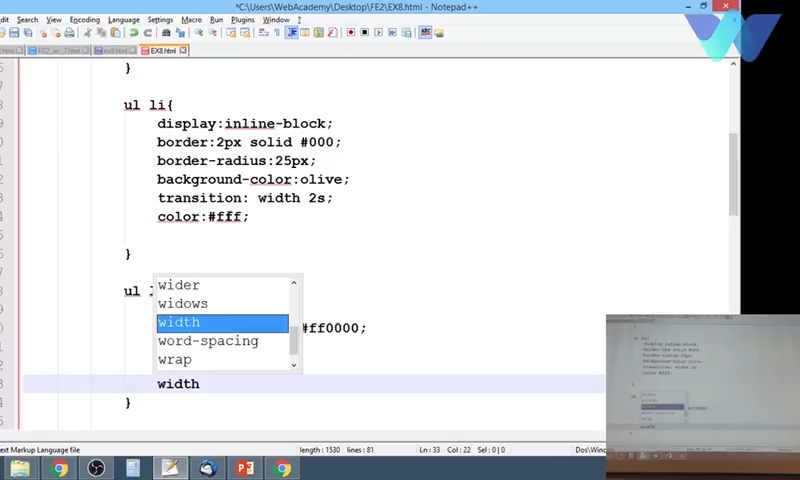 *C:\Users\WebAcademy\Desktop\FE2\EX8.html - Notepad++
Edit Search View Encoding Language Settings Macro Run Plugins Window ?
EX8.html
}
ul li{
display:inline-block;
border:2px solid #000;
border-radius:25px;
background-color:olive;
transition: width 2s;
color:#fff;
}
ul
wider
widows
width
#ff0000;
word-spacing
wrap
width
}
ext Markup Language file length : 1530 lines : 81 Ln : 33 Col : 22 Sel : 0 | 0 Dos\Windo